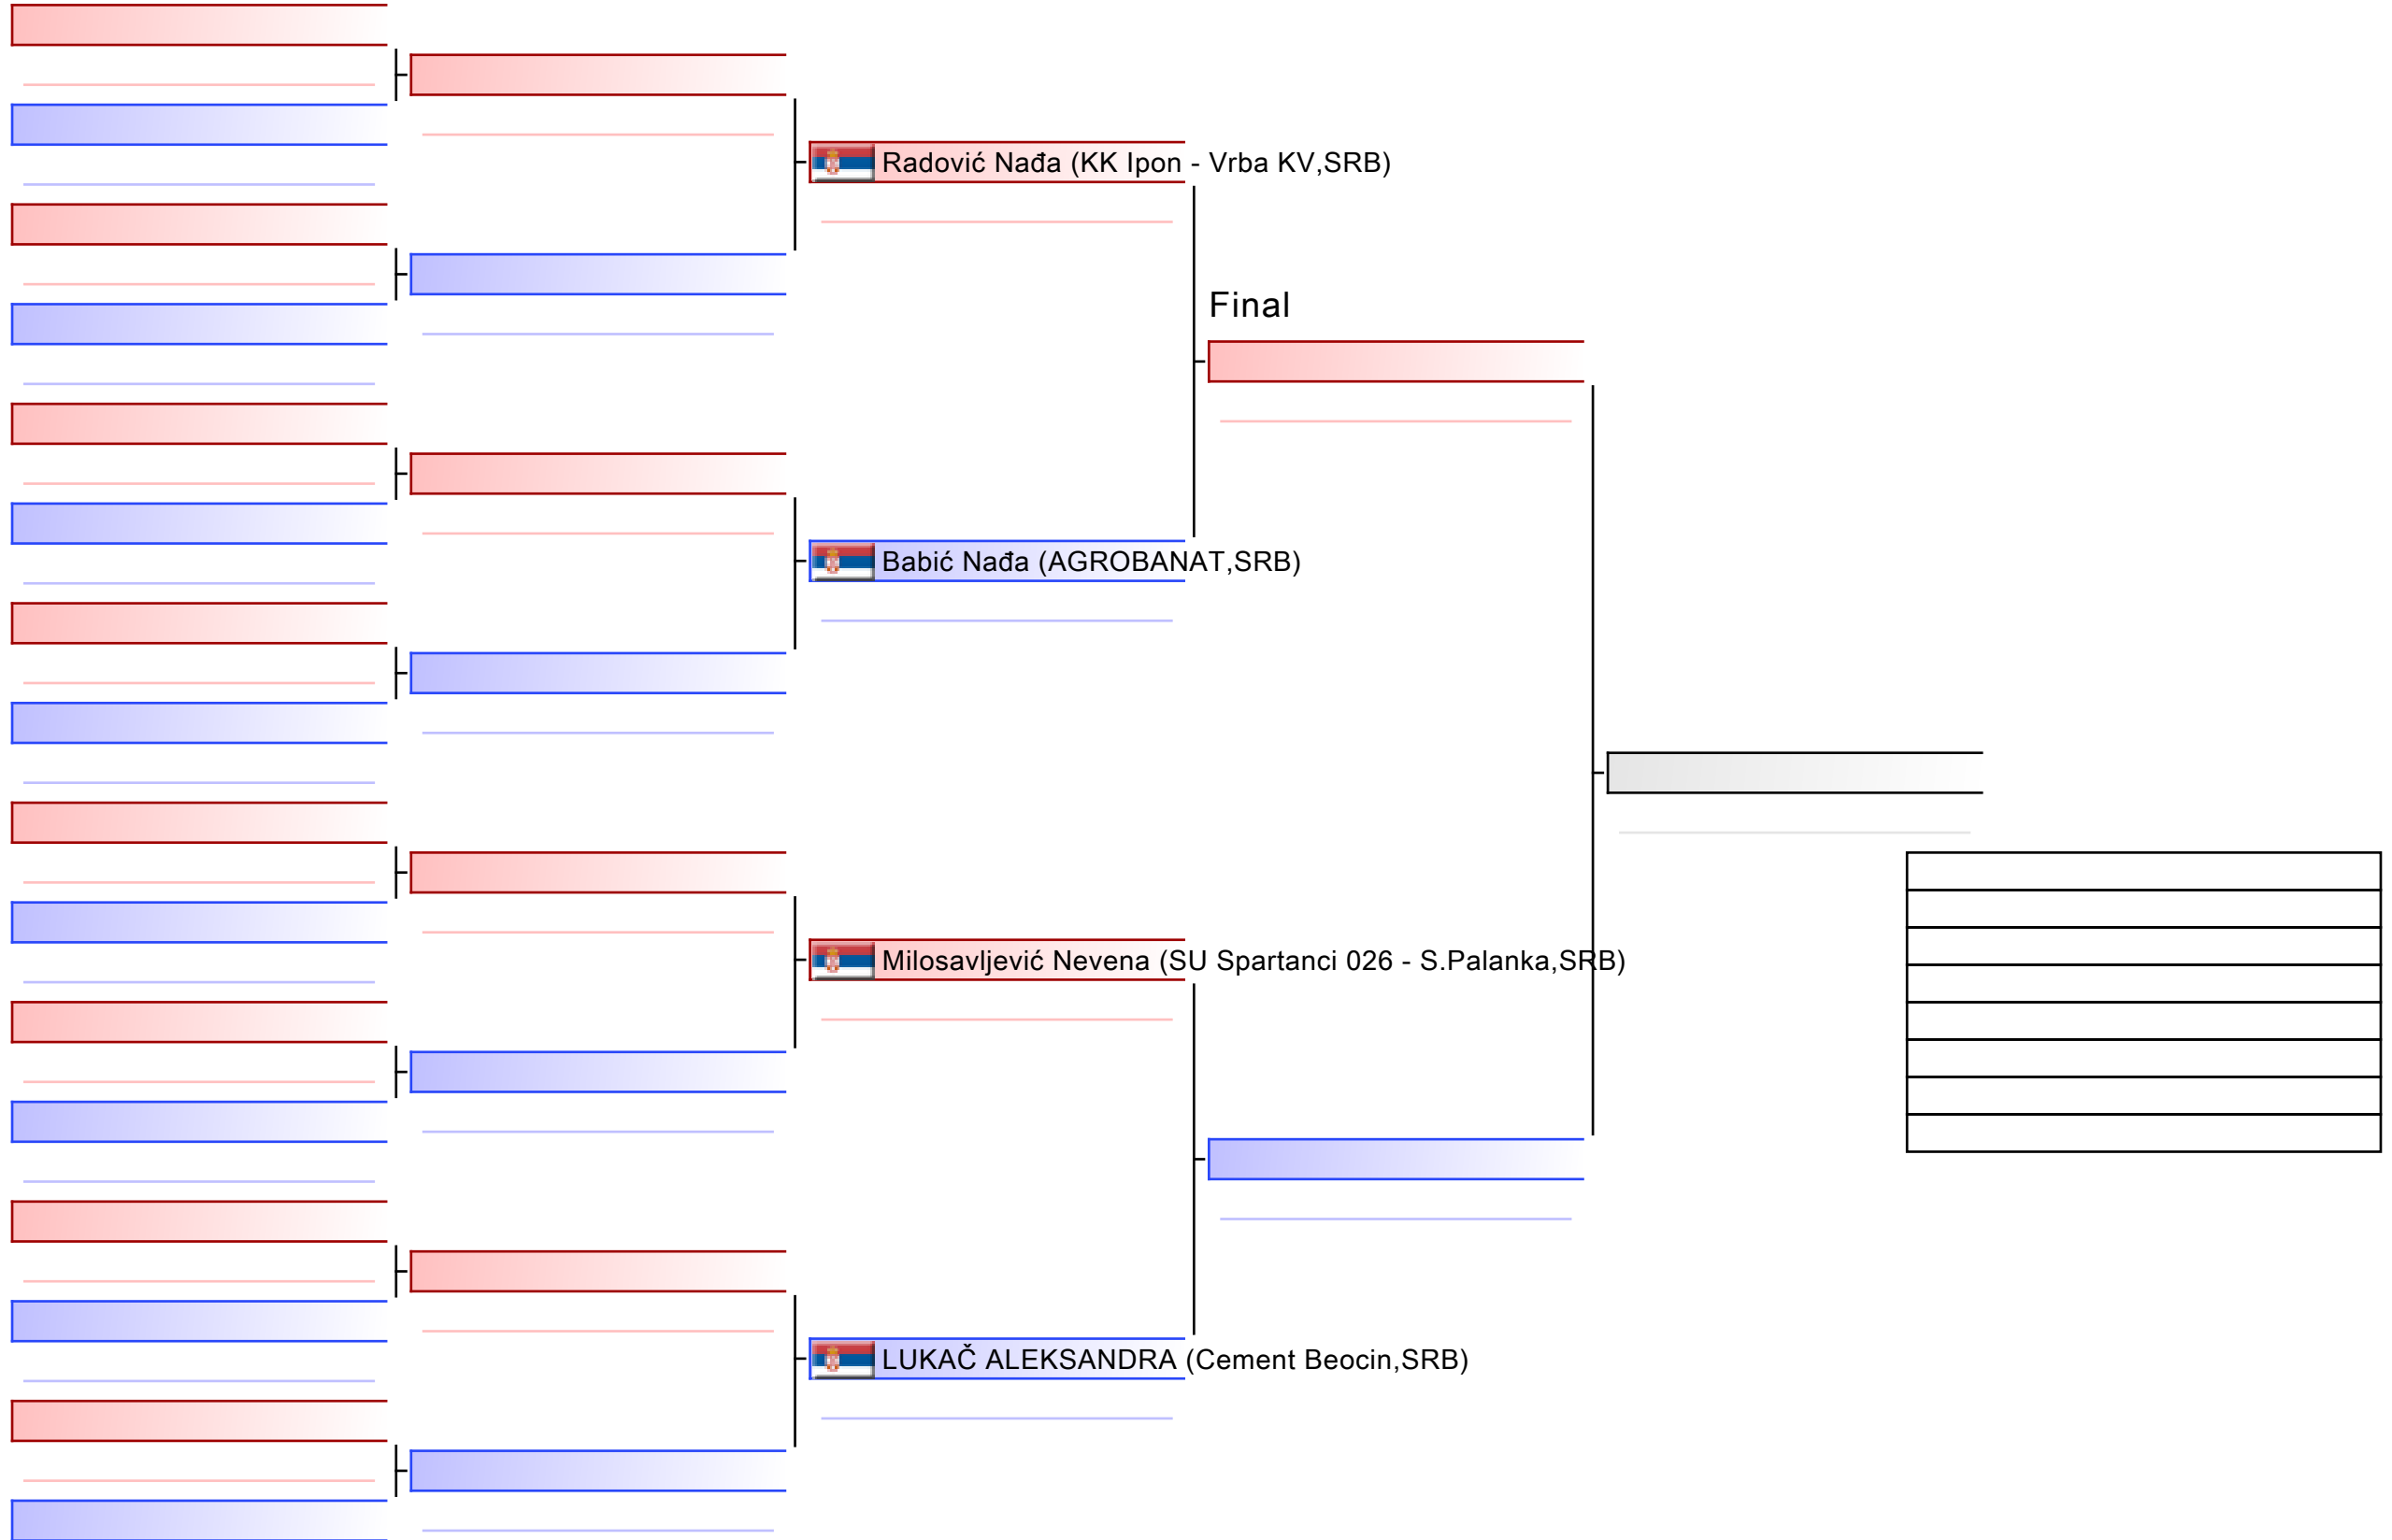 Radović Nađa (KK Ipon - Vrba KV,SRB)
Final
Babić Nađa (AGROBANAT,SRB)
Milosavljević Nevena (SU Spartanci 026 - S.Palanka,SRB)
LUKAČ ALEKSANDRA (Cement Beocin,SRB)